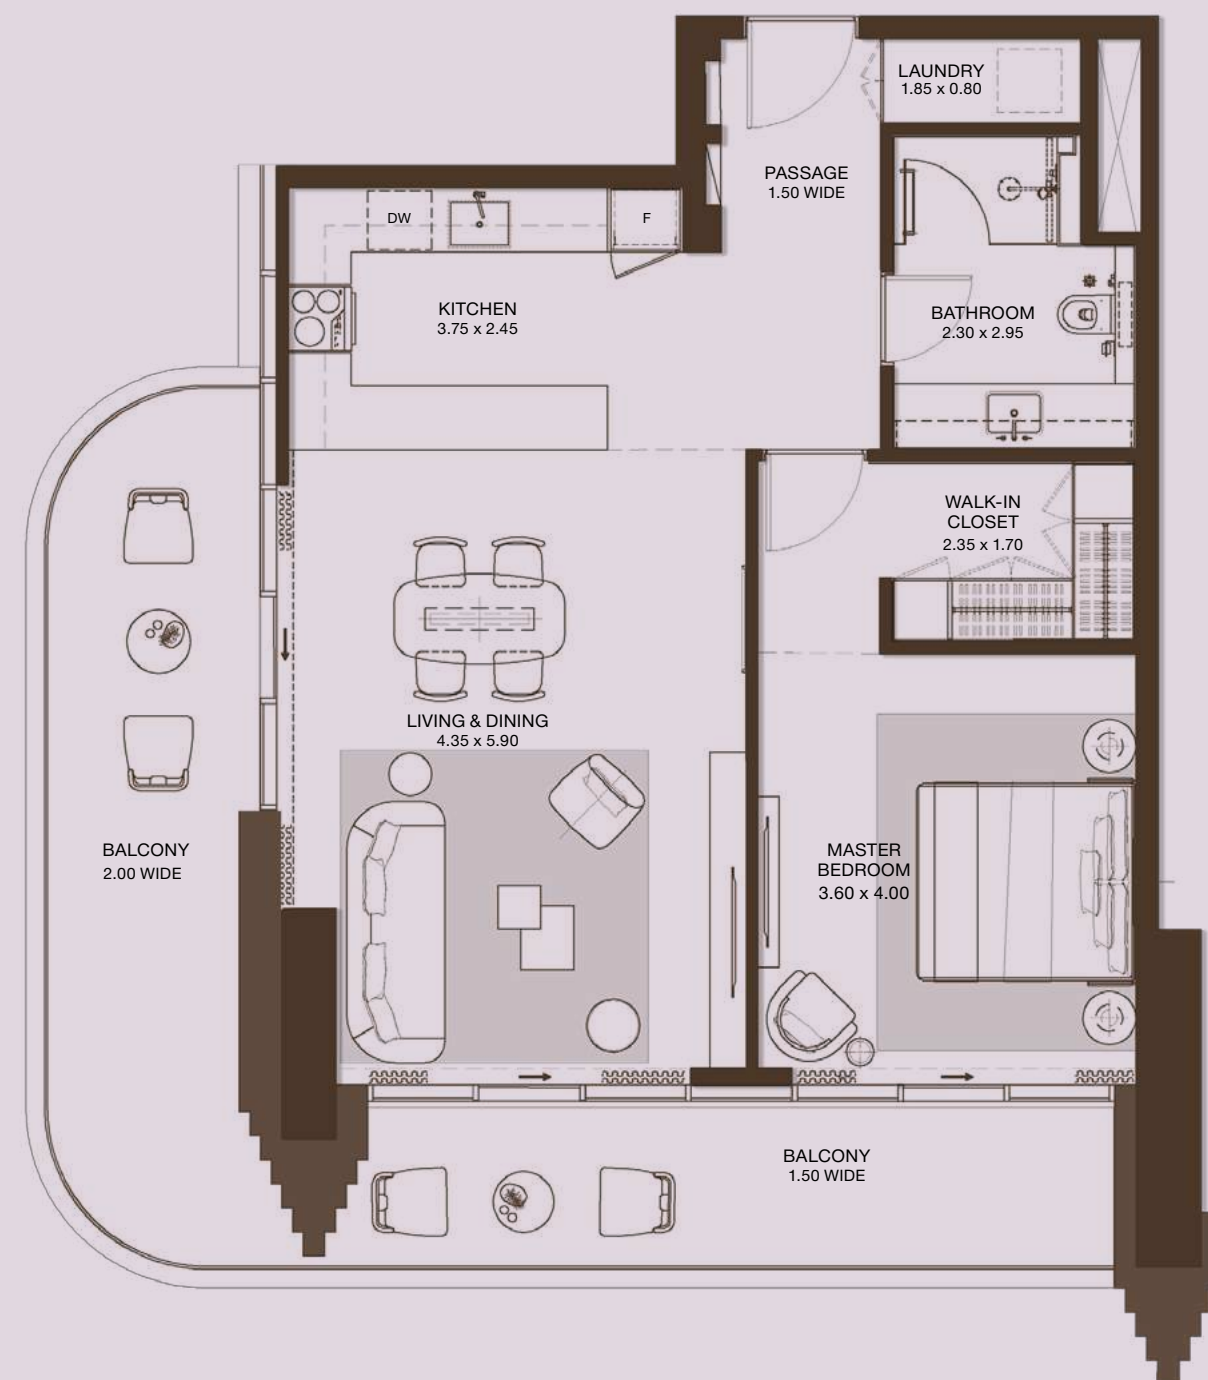 LAUNDRY
1.85 x 0.80
PASSAGE
1.50 WIDE
DW
F
KITCHEN
3.75 x 2.45
BATHROOM
2.30 x 2.95
WALK-IN
CLOSET
2.35 x 1.70
LIVING & DINING
4.35 x 5.90
BALCONY
2.00 WIDE
MASTER
BEDROOM
3.60 x 4.00
BALCONY
1.50 WIDE